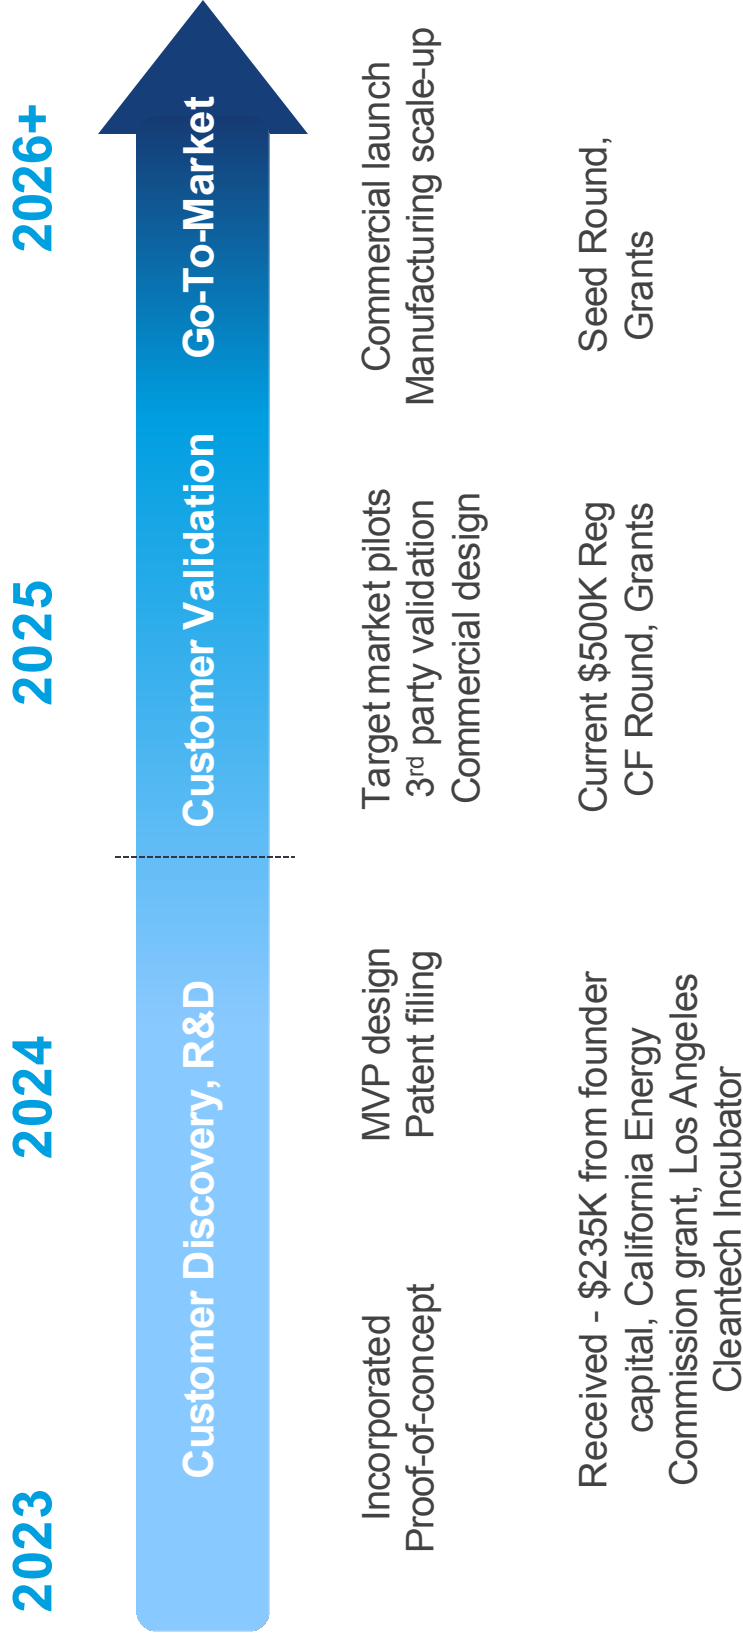 2023
2024
2025
2026+
Customer Discovery, R&D
Customer Validation
Go-To-Market
Incorporated
Proof-of-concept
MVP design
Patent filing
Target market pilots
3rd party validation
Commercial design
Commercial launch
Manufacturing scale-up
Received - $235K from founder
capital, California Energy
Commission grant, Los Angeles
Cleantech Incubator
Current $500K Reg
CF Round, Grants
Seed Round,
Grants